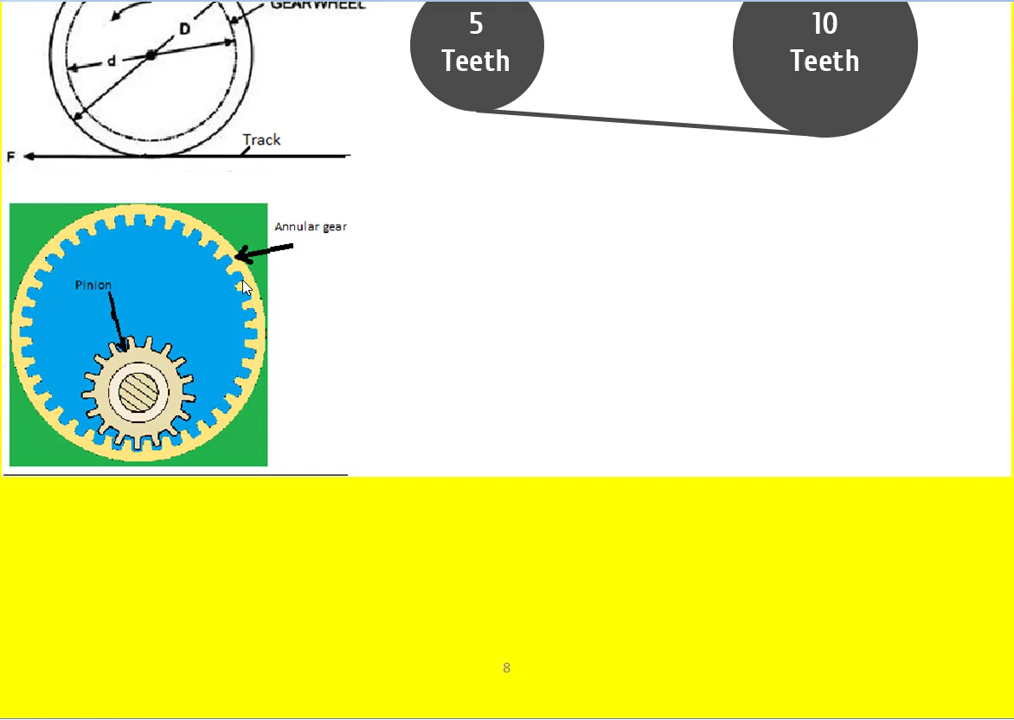 GEARWHEEL
D
d
Track
F
5
Teeth
10
Teeth
Annular gear
Pinion
8